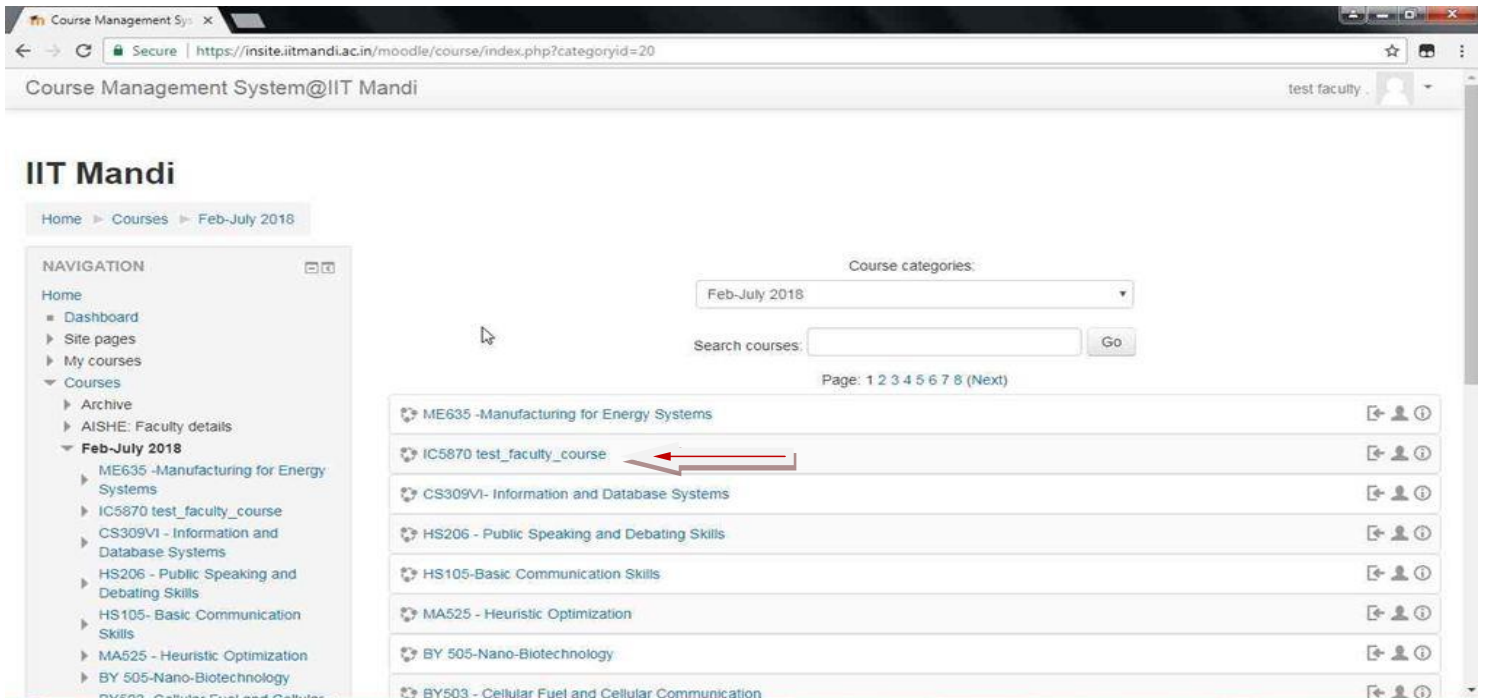 Course Management Sys
Secure | https://insite.iitmandi.ac.in/moodle/course/index.php?categoryid=20
Course Management System@IIT Mandi
test faculty .
IIT Mandi
Home Courses Feb-July 2018
NAVIGATION
Home
Dashboard
Site pages
My courses
Courses
Archive
AISHE: Faculty details
Feb-July 2018
ME635 -Manufacturing for Energy
Systems
IC5870 test_faculty_course
CS309VI - Information and
Database Systems
HS206 - Public Speaking and
Debating Skills
HS105- Basic Communication
Skills
MA525 - Heuristic Optimization
BY 505-Nano-Biotechnology
Course categories:
Feb-July 2018
Search courses:
Go
Page: 1 2 3 4 5 6 7 8 (Next)
ME635 -Manufacturing for Energy Systems
IC5870 test_faculty_course
CS309VI- Information and Database Systems
HS206 - Public Speaking and Debating Skills
HS105-Basic Communication Skills
MA525 - Heuristic Optimization
BY 505-Nano-Biotechnology
BY503 - Cellular Fuel and Cellular Communication